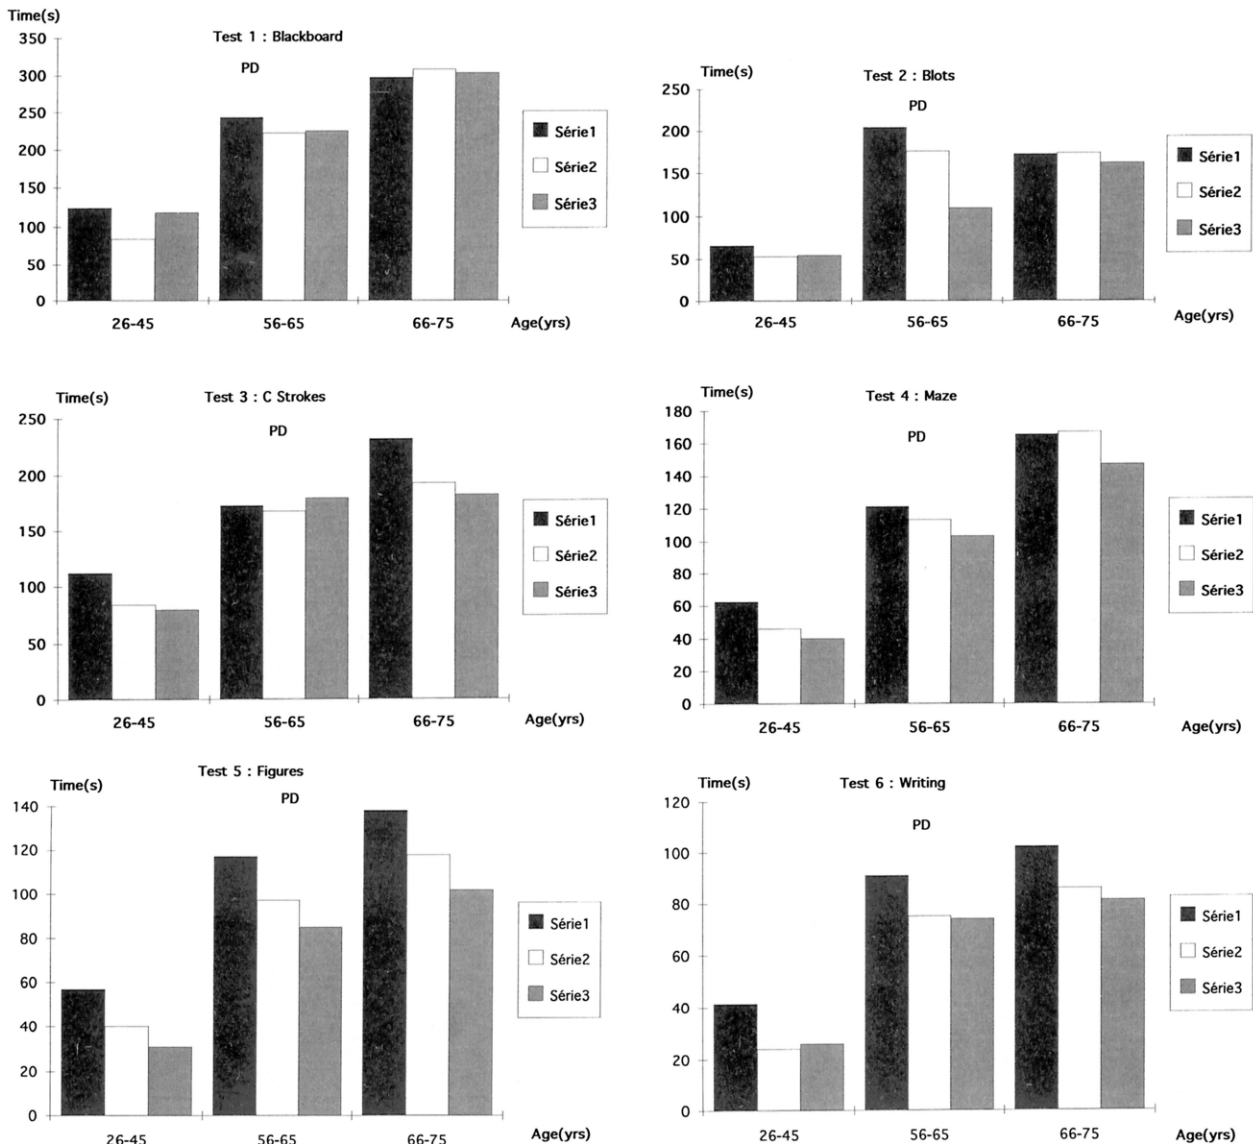 Time(s)
Test 1 : Blackboard
PD
350
300
250
200
150
100
50
0
26-45
56-65
66-75
Age(yrs)
Série1
Série2
Série3
Time(s)
Test 2 : Blots
PD
250
200
150
100
50
0
26-45
56-65
66-75
Age(yrs)
Série1
Série2
Série3
Time(s)
Test 3 : C Strokes
PD
250
200
150
100
50
0
26-45
56-65
66-75
Age(yrs)
Série1
Série2
Série3
Time(s)
Test 4 : Maze
PD
180
160
140
120
100
80
60
40
20
0
26-45
56-65
66-75
Age(yrs)
Série1
Série2
Série3
Time(s)
Test 5 : Figures
PD
140
120
100
80
60
40
20
0
26-45
56-65
66-75
Age(yrs)
Série1
Série2
Série3
Time(s)
Test 6 : Writing
PD
120
100
80
60
40
20
0
26-45
56-65
66-75
Age(yrs)
Série1
Série2
Série3